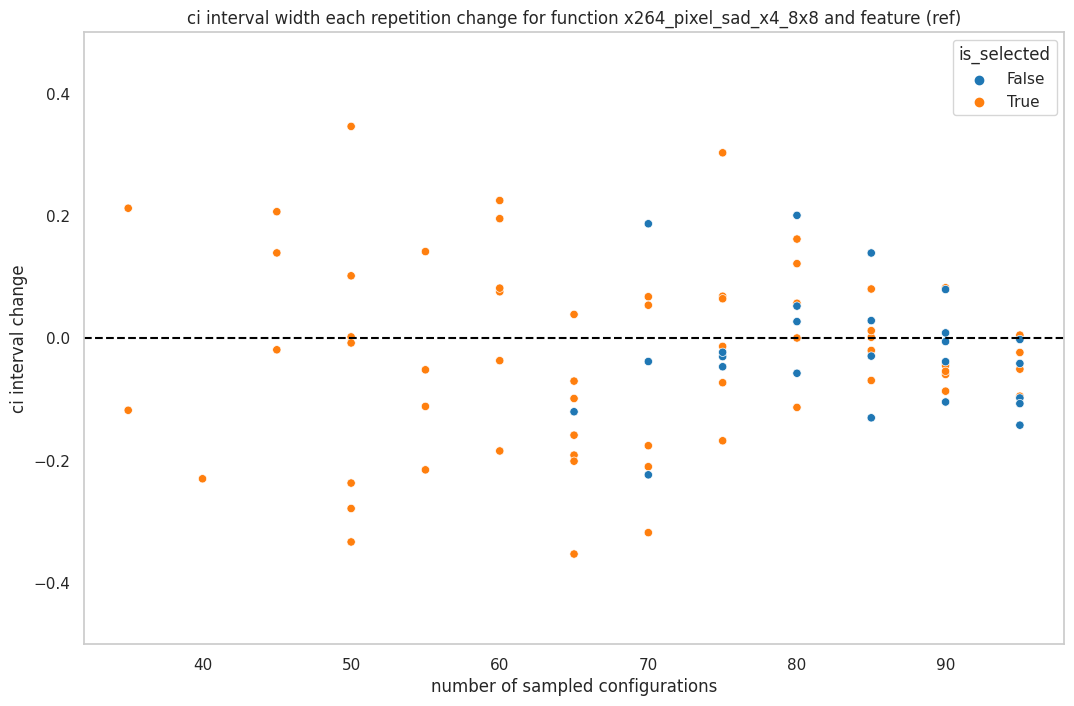 ci interval width each repetition change for function x264_pixel_sad_x4_8x8 and feature (ref)
is_selected
False
True
ci interval change
0.4
0.2
0.0
−0.2
−0.4
40
50
60
70
80
90
number of sampled configurations